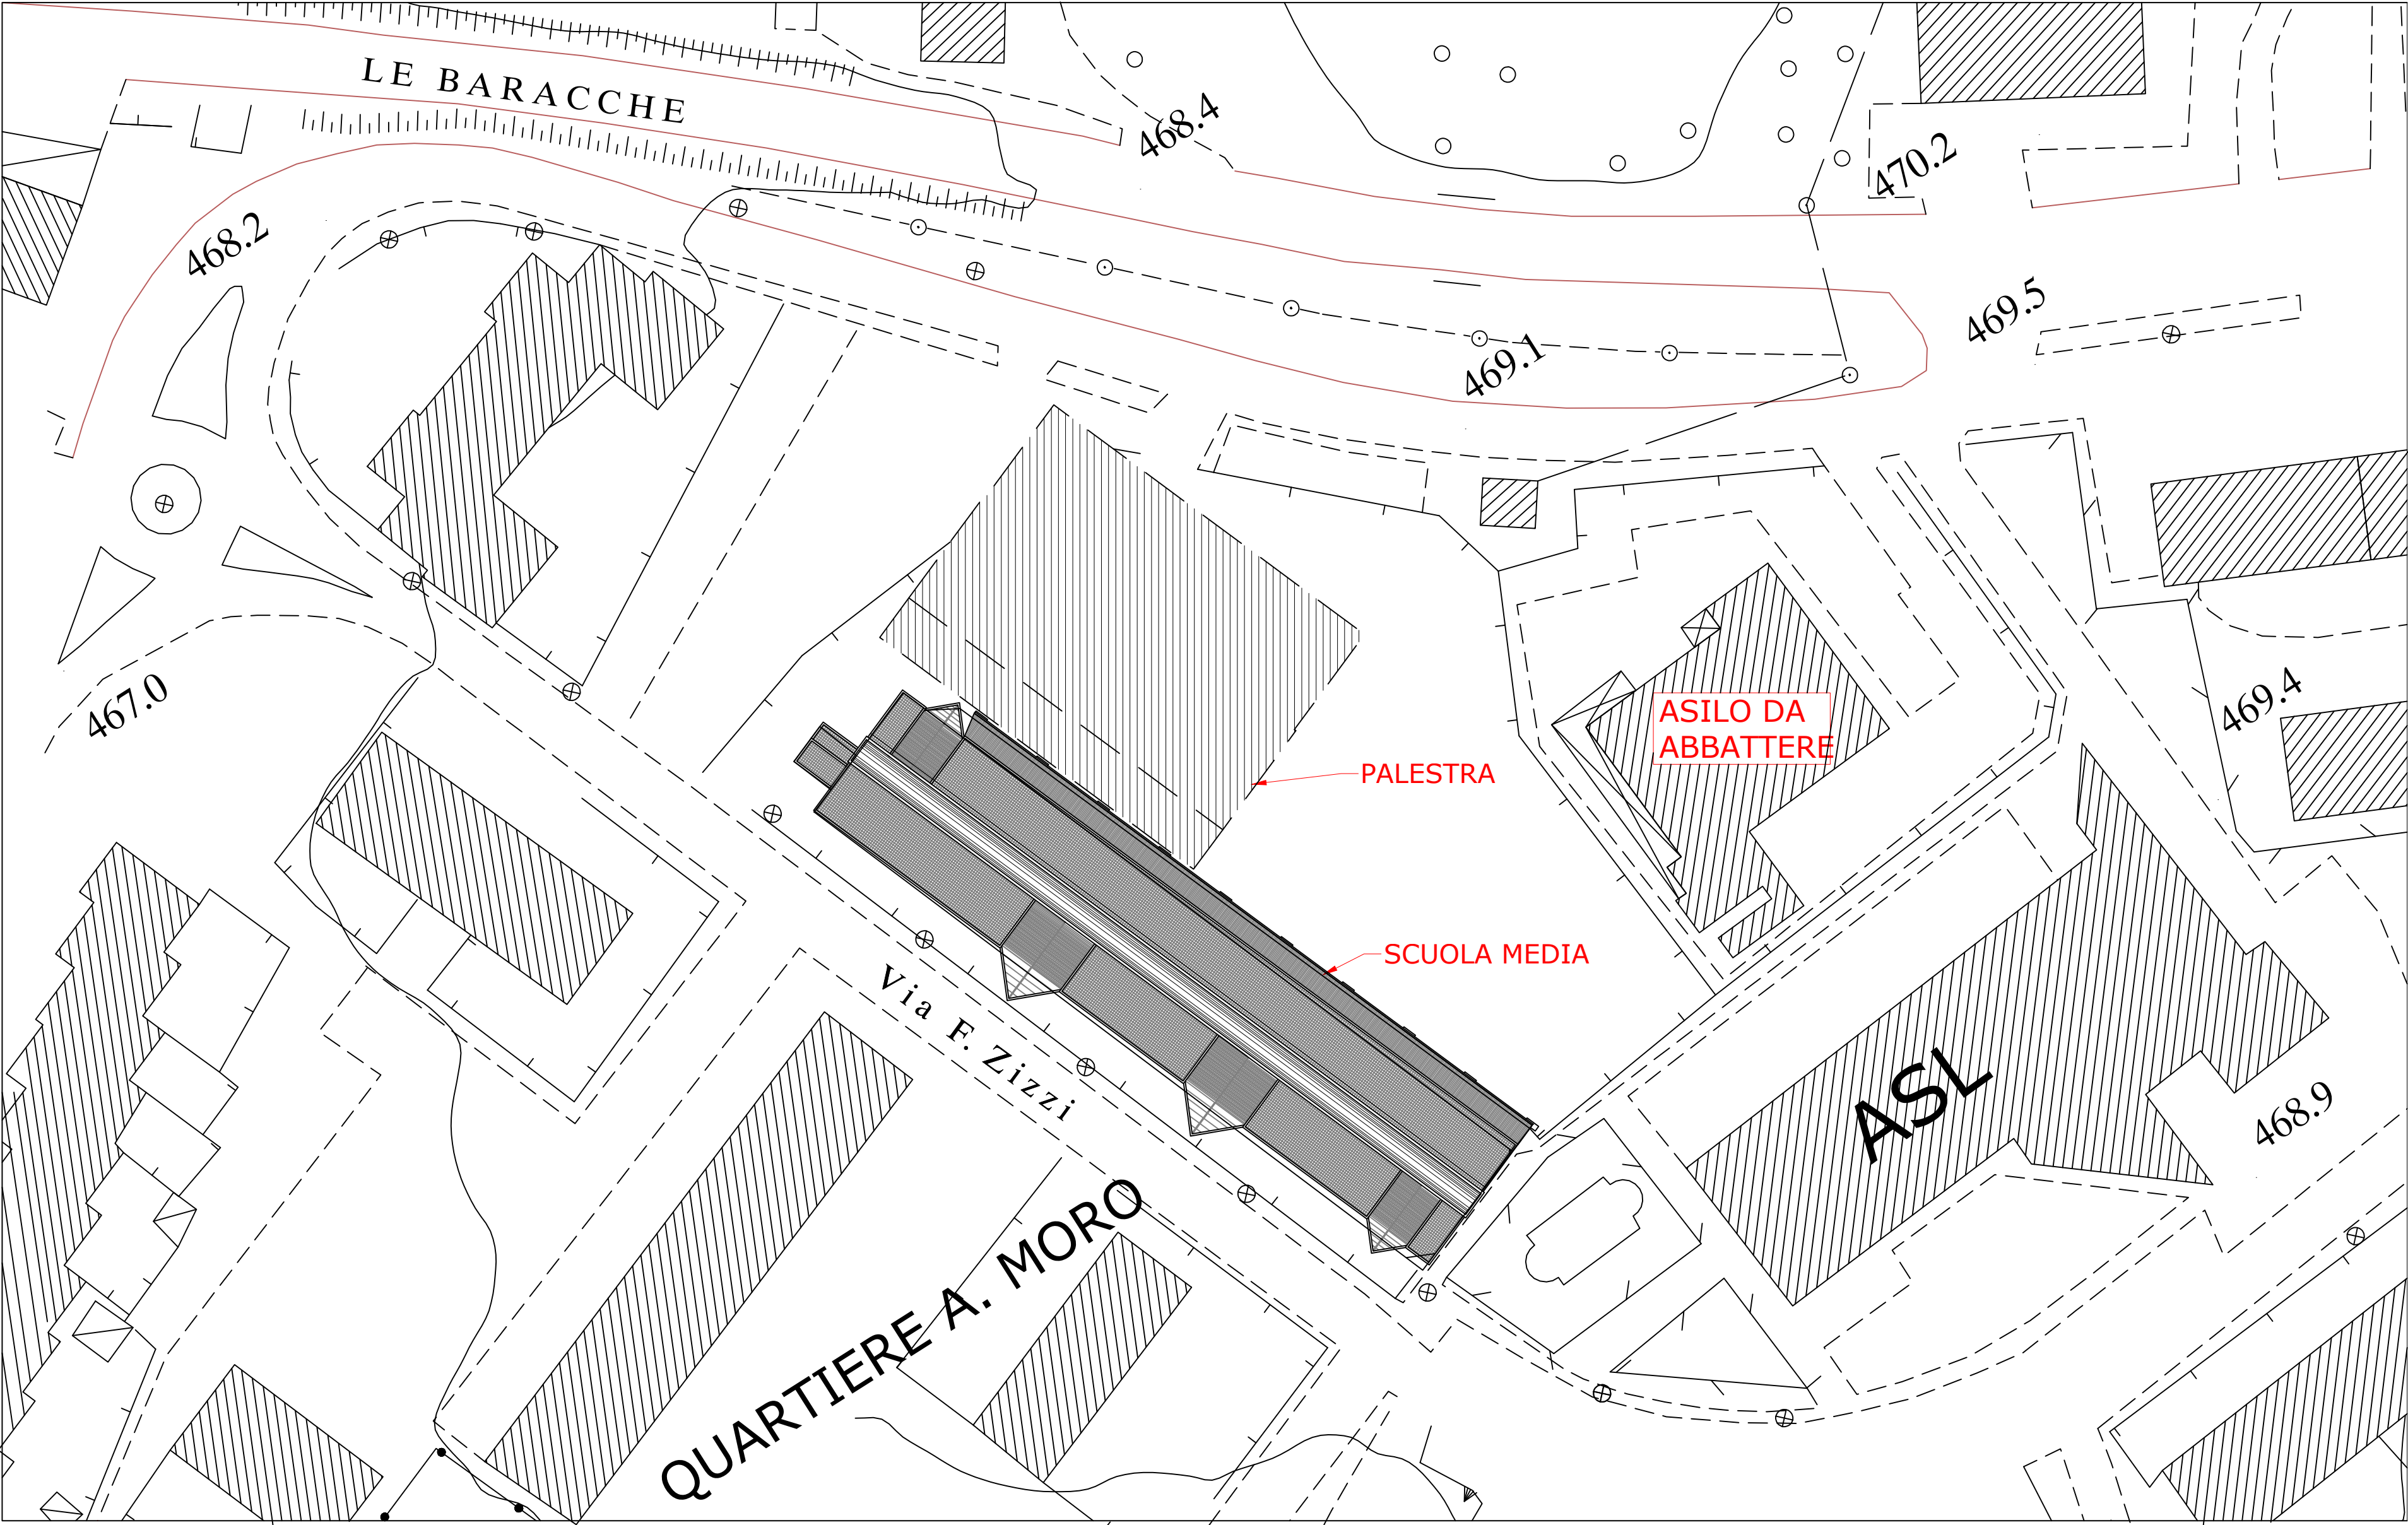 LE BARACCHE
468.4
470.2
468.2
469.5
469.1
467.0
469.4
ASILO DA
ABBATTERE
PALESTRA
SCUOLA MEDIA
Via F. Zizzi
ASL
468.9
QUARTIERE A. MORO